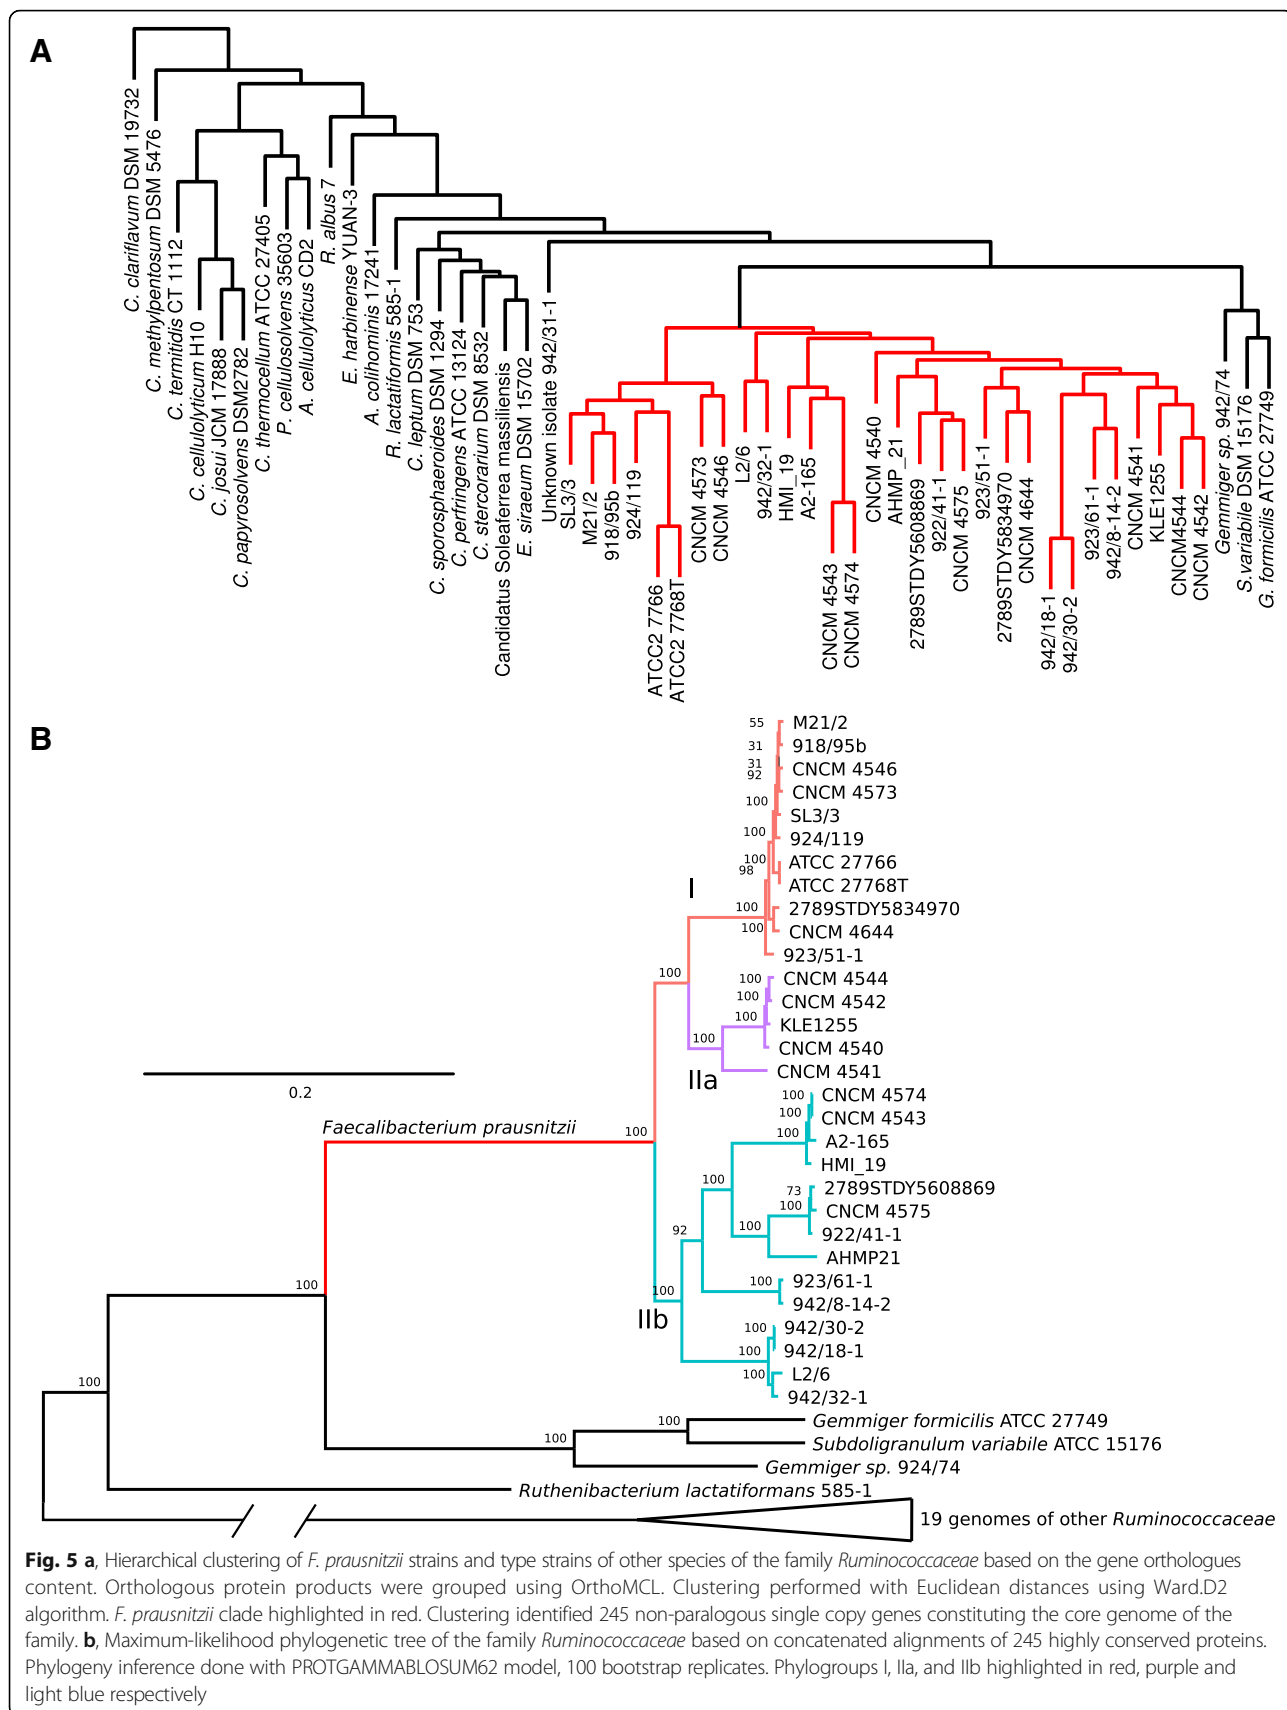 A
C. clariflavum DSM 19732
C. methylpentosum DSM 5476
C. termitidis CT 1112
C. cellulolyticum H10
C. josui JCM 17888
C. papyrosolvens DSM2782
C. thermocellum ATCC 27405
P. cellulosolvens 35603
A. cellulolyticus CD2
R. albus 7
E. harbinense YUAN-3
A. colihominis 17241
R. lactatiformis 585-1
C. leptum DSM 753
C. sporosphaeroides DSM 1294
C. perfringens ATCC 13124
C. stercorarium DSM 8532
Candidatus Soleaferrea massiliensis
E. siraeum DSM 15702
Unknown isolate 942/31-1
SL3/3
M21/2
918/95b
924/119
ATCC2 7766
ATCC2 7768T
CNCM 4573
CNCM 4546
L2/6
942/32-1
HMI_19
A2-165
CNCM 4543
CNCM 4574
CNCM 4540
AHMP_21
2789STDY5608869
922/41-1
CNCM 4575
923/51-1
2789STDY5834970
CNCM 4644
942/18-1
942/30-2
923/61-1
942/8-14-2
CNCM 4541
KLE1255
CNCM4544
CNCM 4542
Gemmiger sp. 942/74
S.variabile DSM 15176
G. formicilis ATCC 27749
B
55 M21/2
31 918/95b
31 CNCM 4546
92
100 CNCM 4573
SL3/3
100 924/119
100 ATCC 27766
98
ATCC 27768T
I
100 2789STDY5834970
100 CNCM 4644
923/51-1
100
100 CNCM 4544
100 CNCM 4542
100 KLE1255
100 CNCM 4540
IIa CNCM 4541
0.2
100 CNCM 4574
100 CNCM 4543
Faecalibacterium prausnitzii 100
100 A2-165
HMI_19
100
73 2789STDY5608869
100 CNCM 4575
100 922/41-1
92
AHMP21
100 923/61-1
100
942/8-14-2
IIb
100 942/30-2
100 942/18-1
100 L2/6
942/32-1
100
100
100 Gemmiger formicilis ATCC 27749
100 Subdoligranulum variabile ATCC 15176
Gemmiger sp. 924/74
Ruthenibacterium lactatiformans 585-1
19 genomes of other Ruminococcaceae
Fig. 5 a, Hierarchical clustering of F. prausnitzii strains and type strains of other species of the family Ruminococcaceae based on the gene orthologues
content. Orthologous protein products were grouped using OrthoMCL. Clustering performed with Euclidean distances using Ward.D2
algorithm. F. prausnitzii clade highlighted in red. Clustering identified 245 non-paralogous single copy genes constituting the core genome of the
family. b, Maximum-likelihood phylogenetic tree of the family Ruminococcaceae based on concatenated alignments of 245 highly conserved proteins.
Phylogeny inference done with PROTGAMMABLOSUM62 model, 100 bootstrap replicates. Phylogroups I, IIa, and IIb highlighted in red, purple and
light blue respectively